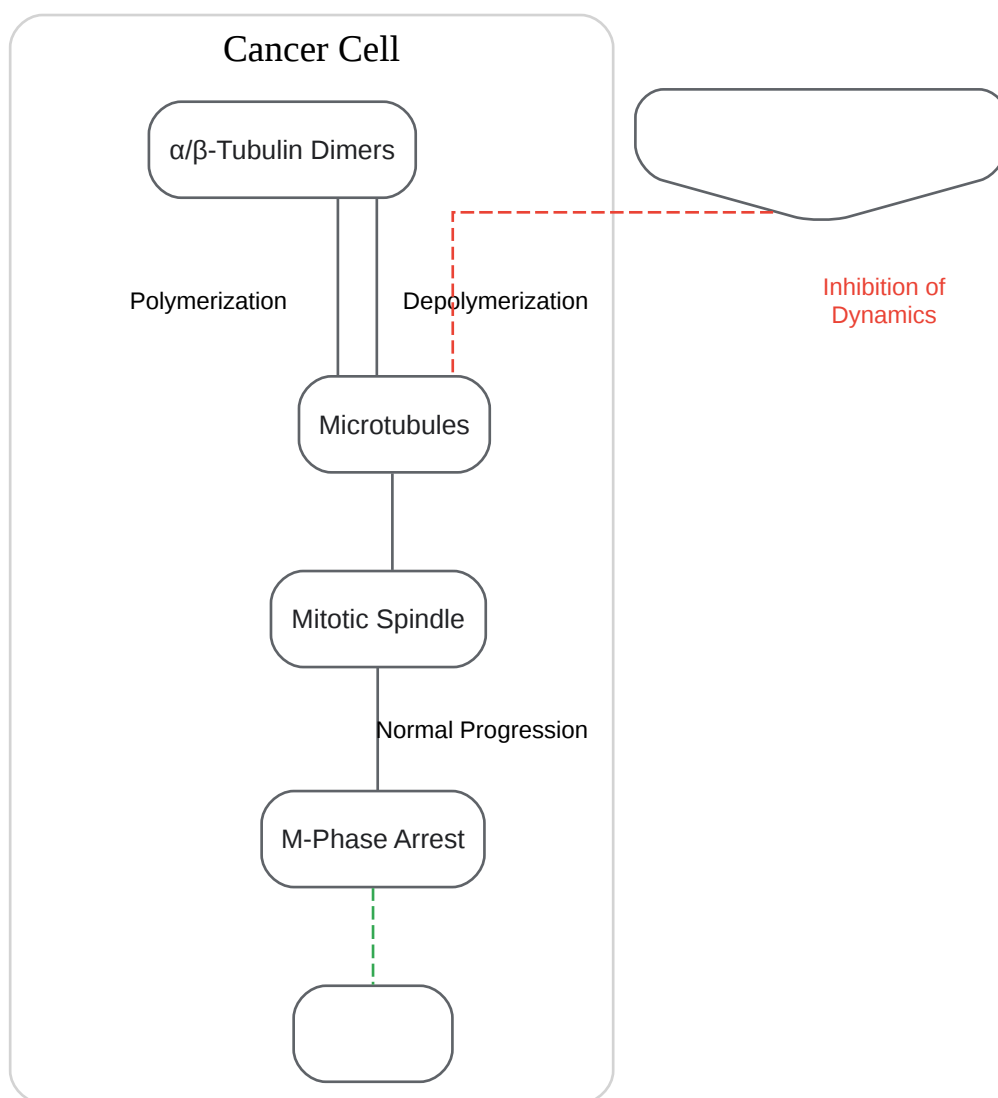 Cancer Cell
α/β-Tubulin Dimers
Polymerization
Depolymerization
Inhibition of
Dynamics
Microtubules
Mitotic Spindle
Normal Progression
M-Phase Arrest